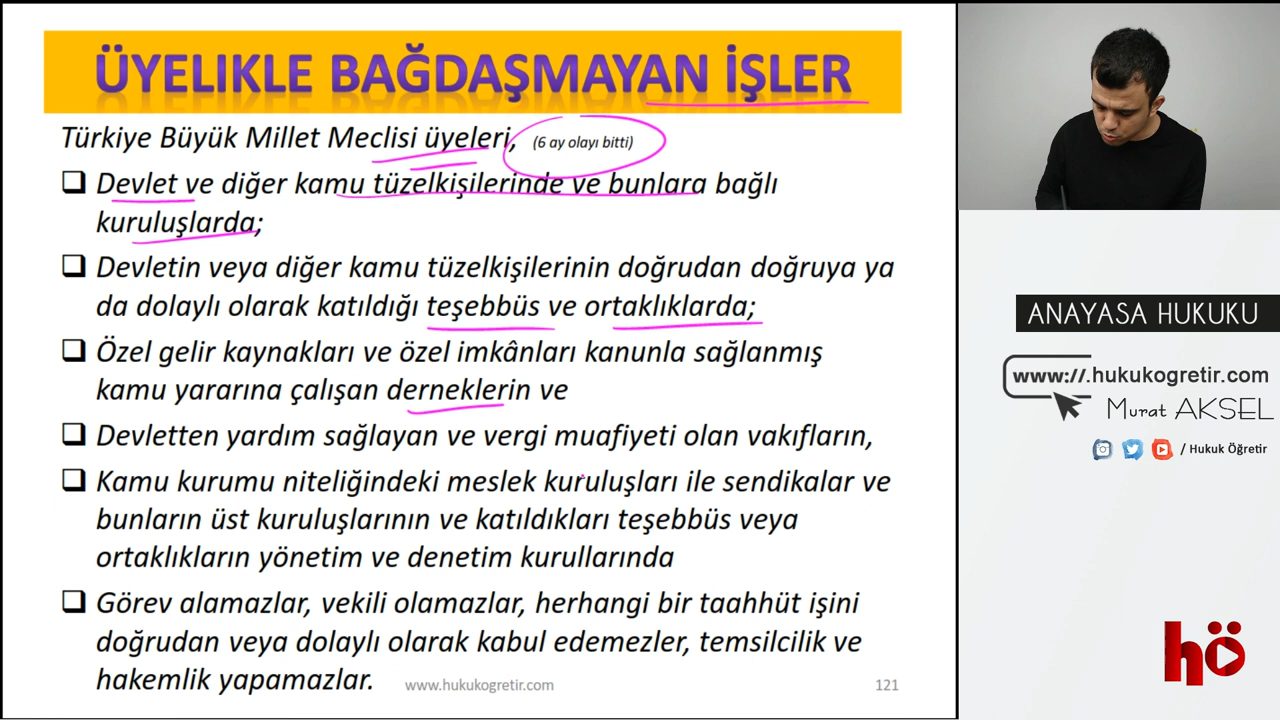 ÜYELIKLE BAĞDAŞMAYAN İŞLER
Türkiye Büyük Millet Meclisi üyeleri, (6 ay olayı bitti)
Devlet ve diğer kamu tüzelkişilerinde ve bunlara bağlı
kuruluşlarda;
Devletin veya diğer kamu tüzelkişilerinin doğrudan doğruya ya
da dolaylı olarak katıldığı teşebbüs ve ortaklıklarda;
Özel gelir kaynakları ve özel imkânları kanunla sağlanmış
kamu yararına çalışan derneklerin ve
Devletten yardım sağlayan ve vergi muafiyeti olan vakıfların,
Kamu kurumu niteliğindeki meslek kuruluşları ile sendikalar ve
bunların üst kuruluşlarının ve katıldıkları teşebbüs veya
ortaklıkların yönetim ve denetim kurullarında
Görev alamazlar, vekili olamazlar, herhangi bir taahhüt işini
doğrudan veya dolaylı olarak kabul edemezler, temsilcilik ve
hakemlik yapamazlar.
www.hukukogretir.com
121
ANAYASA HUKUKU
www://.hukukogretir.com
Murat AKSEL
/ Hukuk Öğretir
hö